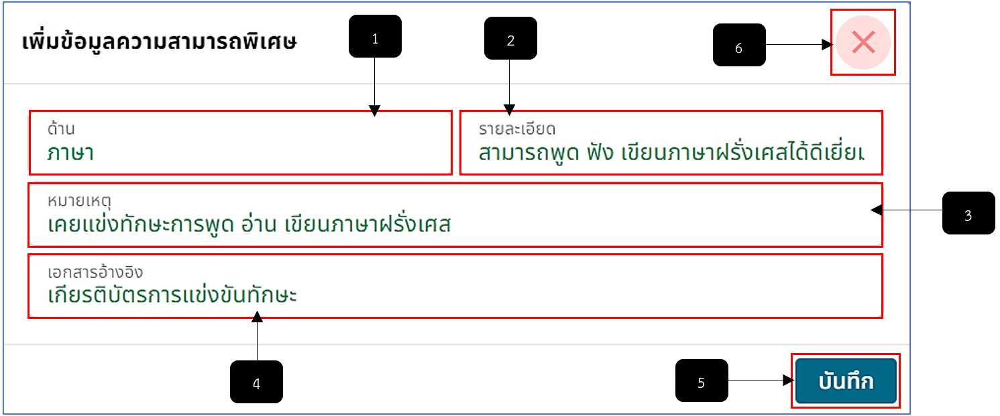 เพิ่มข้อมูลความสามารถพิเศษ
1
2
6
ด้าน
ภาษา
รายละเอียด
สามารถพูด ฟัง เขียนภาษาฝรั่งเศสได้ดีเยี่ย
หมายเหตุ
เคยแข่งทักษะการพูด อ่าน เขียนภาษาฝรั่งเศส
3
เอกสารอ้างอิง
เกียรติบัตรการแข่งขันทักษะ
4
5
บันทึก